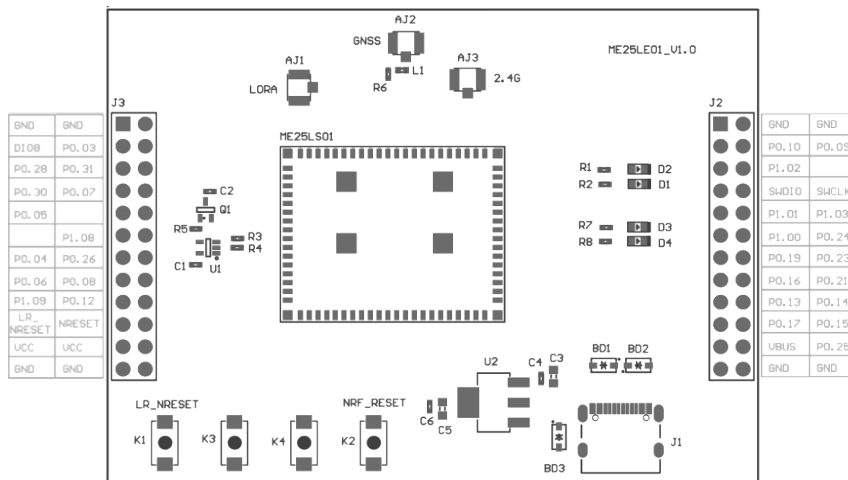 AJ2
GNSS
AJ1
AJ3
ME25LE01_V1.0
L1
R6
2.4G
LORA
J3
J2
GND GND
DIO8 P0.03
P0.28 P0.31
P0.30 P0.07
P0.05
P1.08
P0.04 P0.26
P0.06 P0.08
P1.09 P0.12
LR_
NRESET NRESET
VCC VCC
GND GND
ME25LS01
C2
Q1
R5
R3
R4
C1
U1
R1 D2
R2 D1
R7 D3
R8 D4
GND GND
P0.10 P0.09
P1.02
SWDIO SWCLK
P1.01 P1.03
P1.00 P0.24
P0.19 P0.23
P0.16 P0.21
P0.13 P0.14
P0.17 P0.15
VBUS P0.25
GND GND
U2
C4
C3
BD1 BD2
LR_NRESET
NRF_RESET
C6
C5
K1
K3
K4
K2
BD3
J1